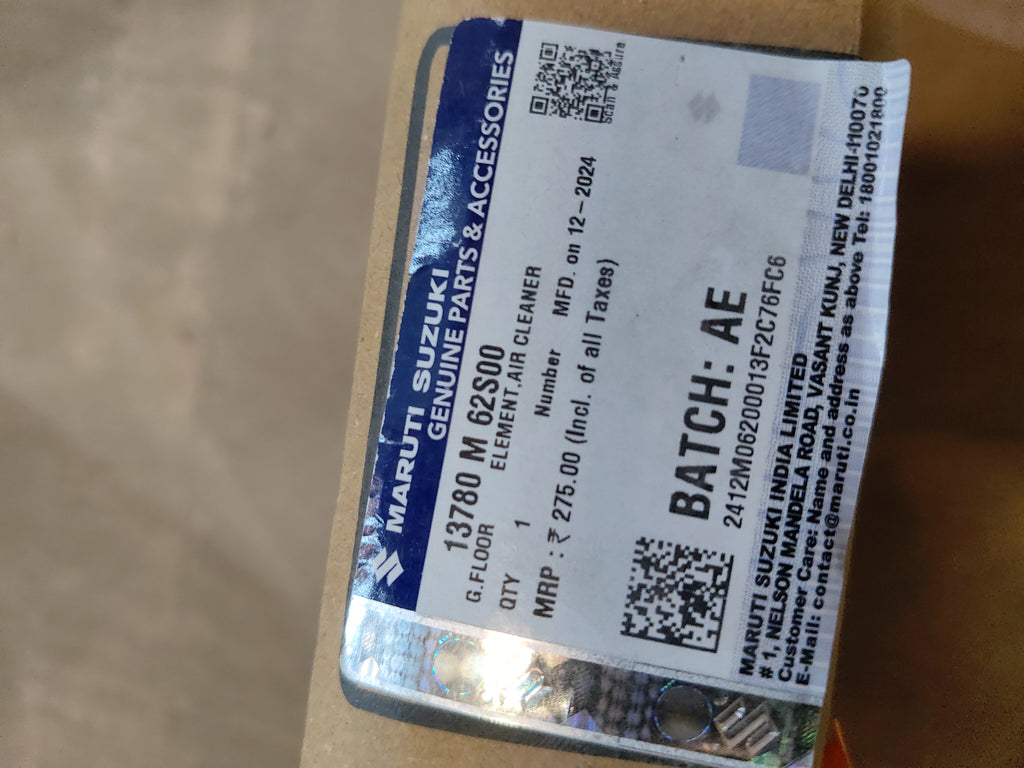 MARUTI SUZUKI
GENUINE PARTS & ACCESSORIES
13780 M 62S00
G.FLOOR ELEMENT.AIR CLEANER
QTY 1 Number MFD. on 12-2024
MRP : ₹ 275.00 (Incl. of all Taxes)
Scan & Assure
BATCH: AE
2412M06200013F2C76FC6
MARUTI SUZUKI INDIA LIMITED
# 1, NELSON MANDELA ROAD, VASANT KUNJ, NEW DELHI-110070
Customer Care: Name and address as above Tel: 18001021800
E-Mail: contact@maruti.co.in